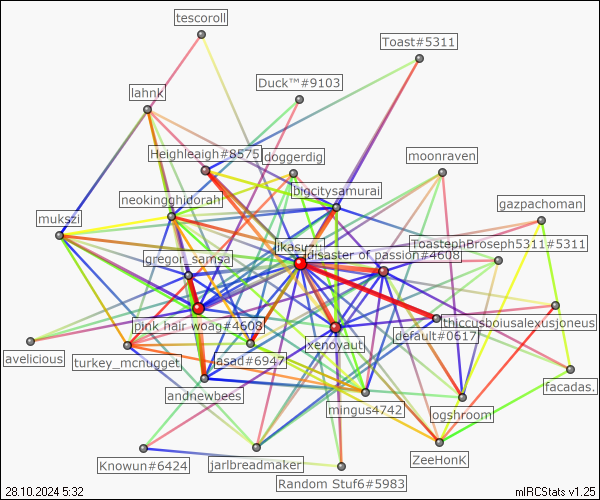 tescoroll
Toast#5311
Duck™#9103
lahnk
Heighleaigh#8575
doggerdig
moonraven
bigcitysamurai
neokingghidorah
gazpachoman
mukszi
ikasuni
disaster of passion#4608
ToastephBroseph5311#5311
gregor_samsa
pink hair woag#4608
thiccusboiusalexusjoneus
default#0617
xenoyaut
avelicious
turkey_mcnugget
asad#6947
facadas.
andnewbees
mingus4742
ogshroom
Knowun#6424
jarlbreadmaker
ZeeHonK
Random Stuf6#5983
28.10.2024 5:32
mIRCStats v1.25